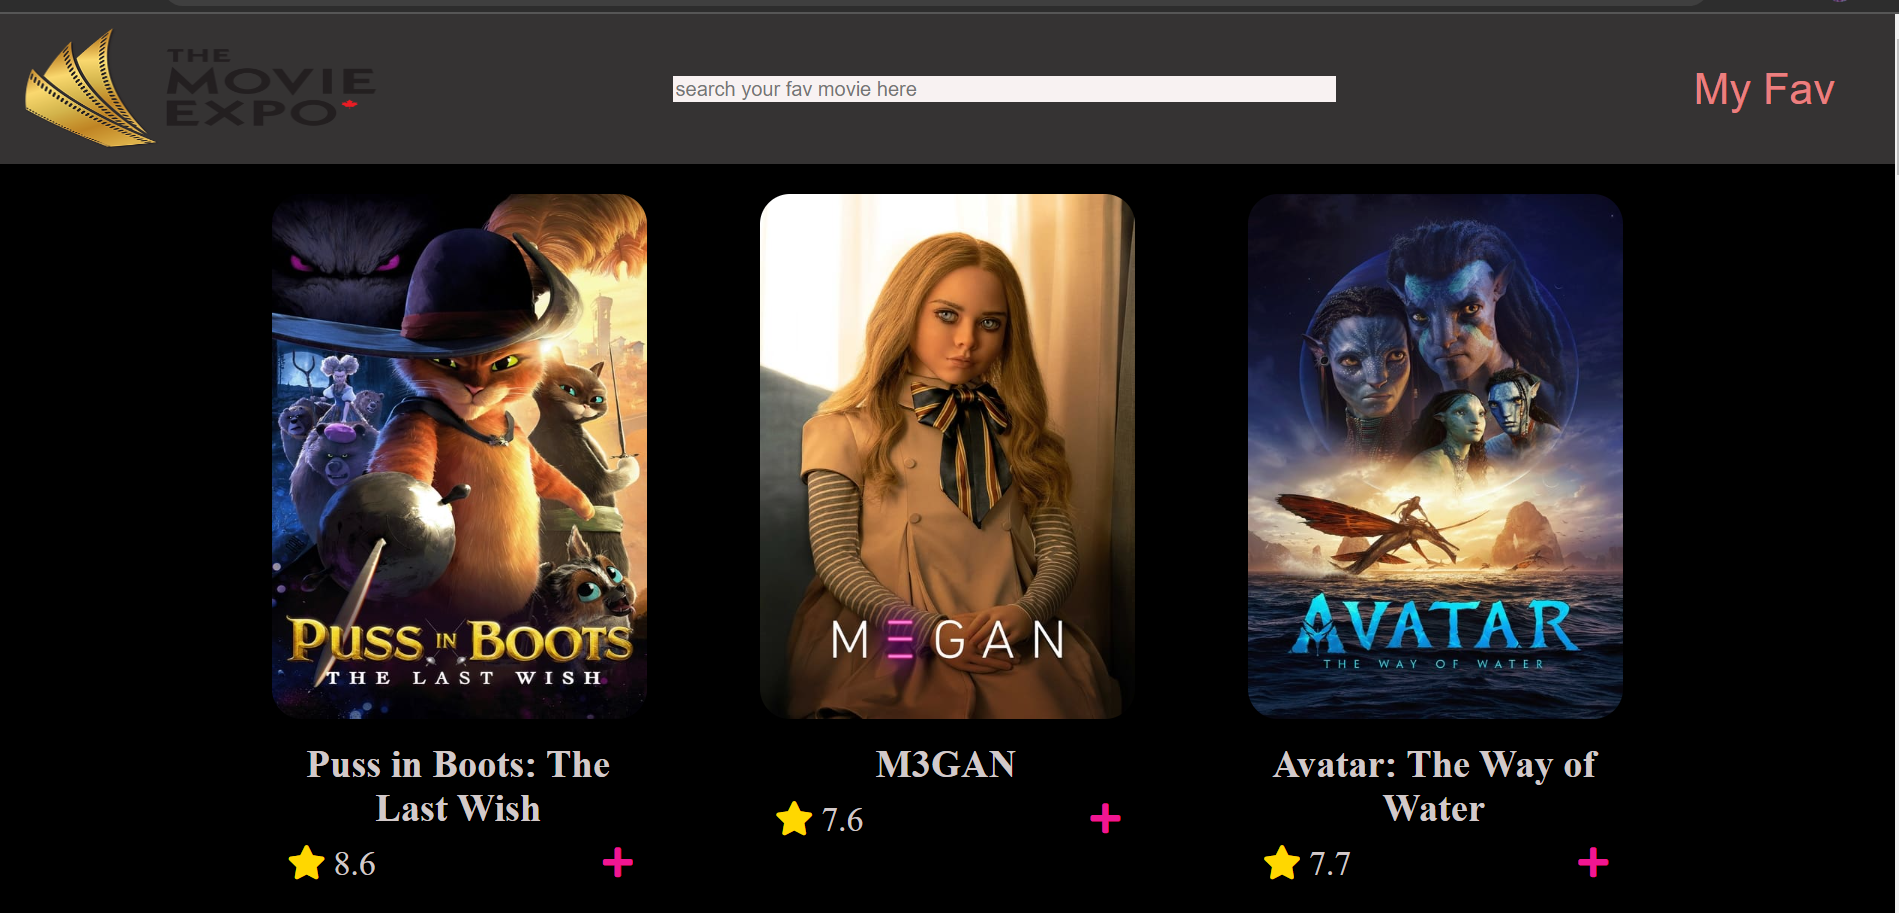 THE
MOVIE
EXPO
search your fav movie here
My Fav
PUSS IN BOOTS
THE LAST WISH
M3GAN
AVATAR
THE WAY OF WATER
Puss in Boots: The
Last Wish
8.6
M3GAN
7.6
Avatar: The Way of
Water
7.7